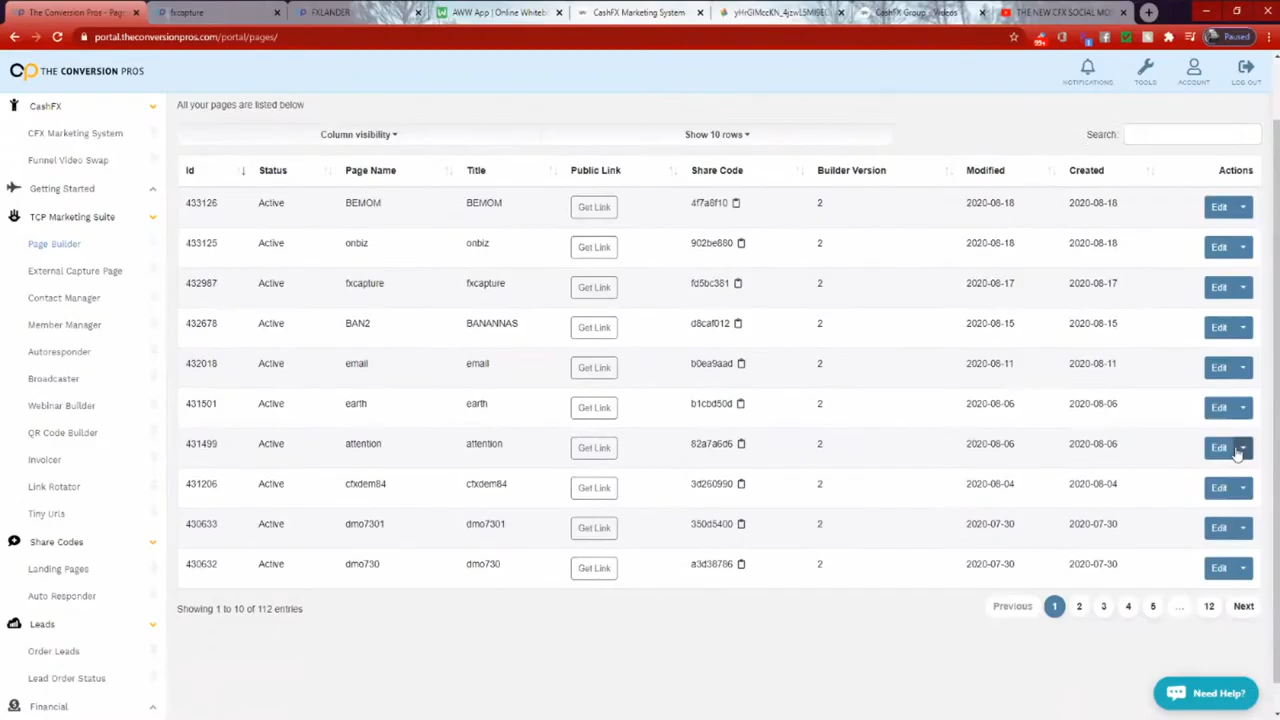 The Conversion Pros - Pages
fxcapture
FXLANDER
AWW App | Online Whiteb
CashFX Marketing System
CashFX Group - Videos
THE NEW CFX SOCIAL MO
portal.theconversionpros.com/portal/pages/
Paused
THE CONVERSION PROS
NOTIFICATIONS
TOOLS
ACCOUNT
LOG OUT
CashFX
CFX Marketing System
Funnel Video Swap
Getting Started
TCP Marketing Suite
Page Builder
External Capture Page
Contact Manager
Member Manager
Autoresponder
Broadcaster
Webinar Builder
QR Code Builder
Invoicer
Link Rotator
Tiny Urls
Share Codes
Landing Pages
Auto Responder
Leads
Order Leads
Lead Order Status
Financial
All your pages are listed below
Column visibility Show 10 rows Search:
Id Status Page Name Title Public Link Share Code Builder Version Modified Created Actions
433126 Active BEMOM BEMOM Get Link 4f7a8f10 2 2020-08-18 2020-08-18 Edit
433125 Active onbiz onbiz Get Link 902be880 2 2020-08-18 2020-08-18 Edit
432987 Active fxcapture fxcapture Get Link fd5bc381 2 2020-08-17 2020-08-17 Edit
432678 Active BAN2 BANANNAS Get Link d8caf012 2 2020-08-15 2020-08-15 Edit
432018 Active email email Get Link b0ea9aad 2 2020-08-11 2020-08-11 Edit
431501 Active earth earth Get Link b1cbd50d 2 2020-08-06 2020-08-06 Edit
431499 Active attention attention Get Link 82a7a6d6 2 2020-08-06 2020-08-06 Edit
431206 Active cfxdem84 cfxdem84 Get Link 3d260990 2 2020-08-04 2020-08-04 Edit
430633 Active dmo7301 dmo7301 Get Link 350d5400 2 2020-07-30 2020-07-30 Edit
430632 Active dmo730 dmo730 Get Link a3d38786 2 2020-07-30 2020-07-30 Edit
Showing 1 to 10 of 112 entries
Previous 1 2 3 4 5 ... 12 Next
Need Help?